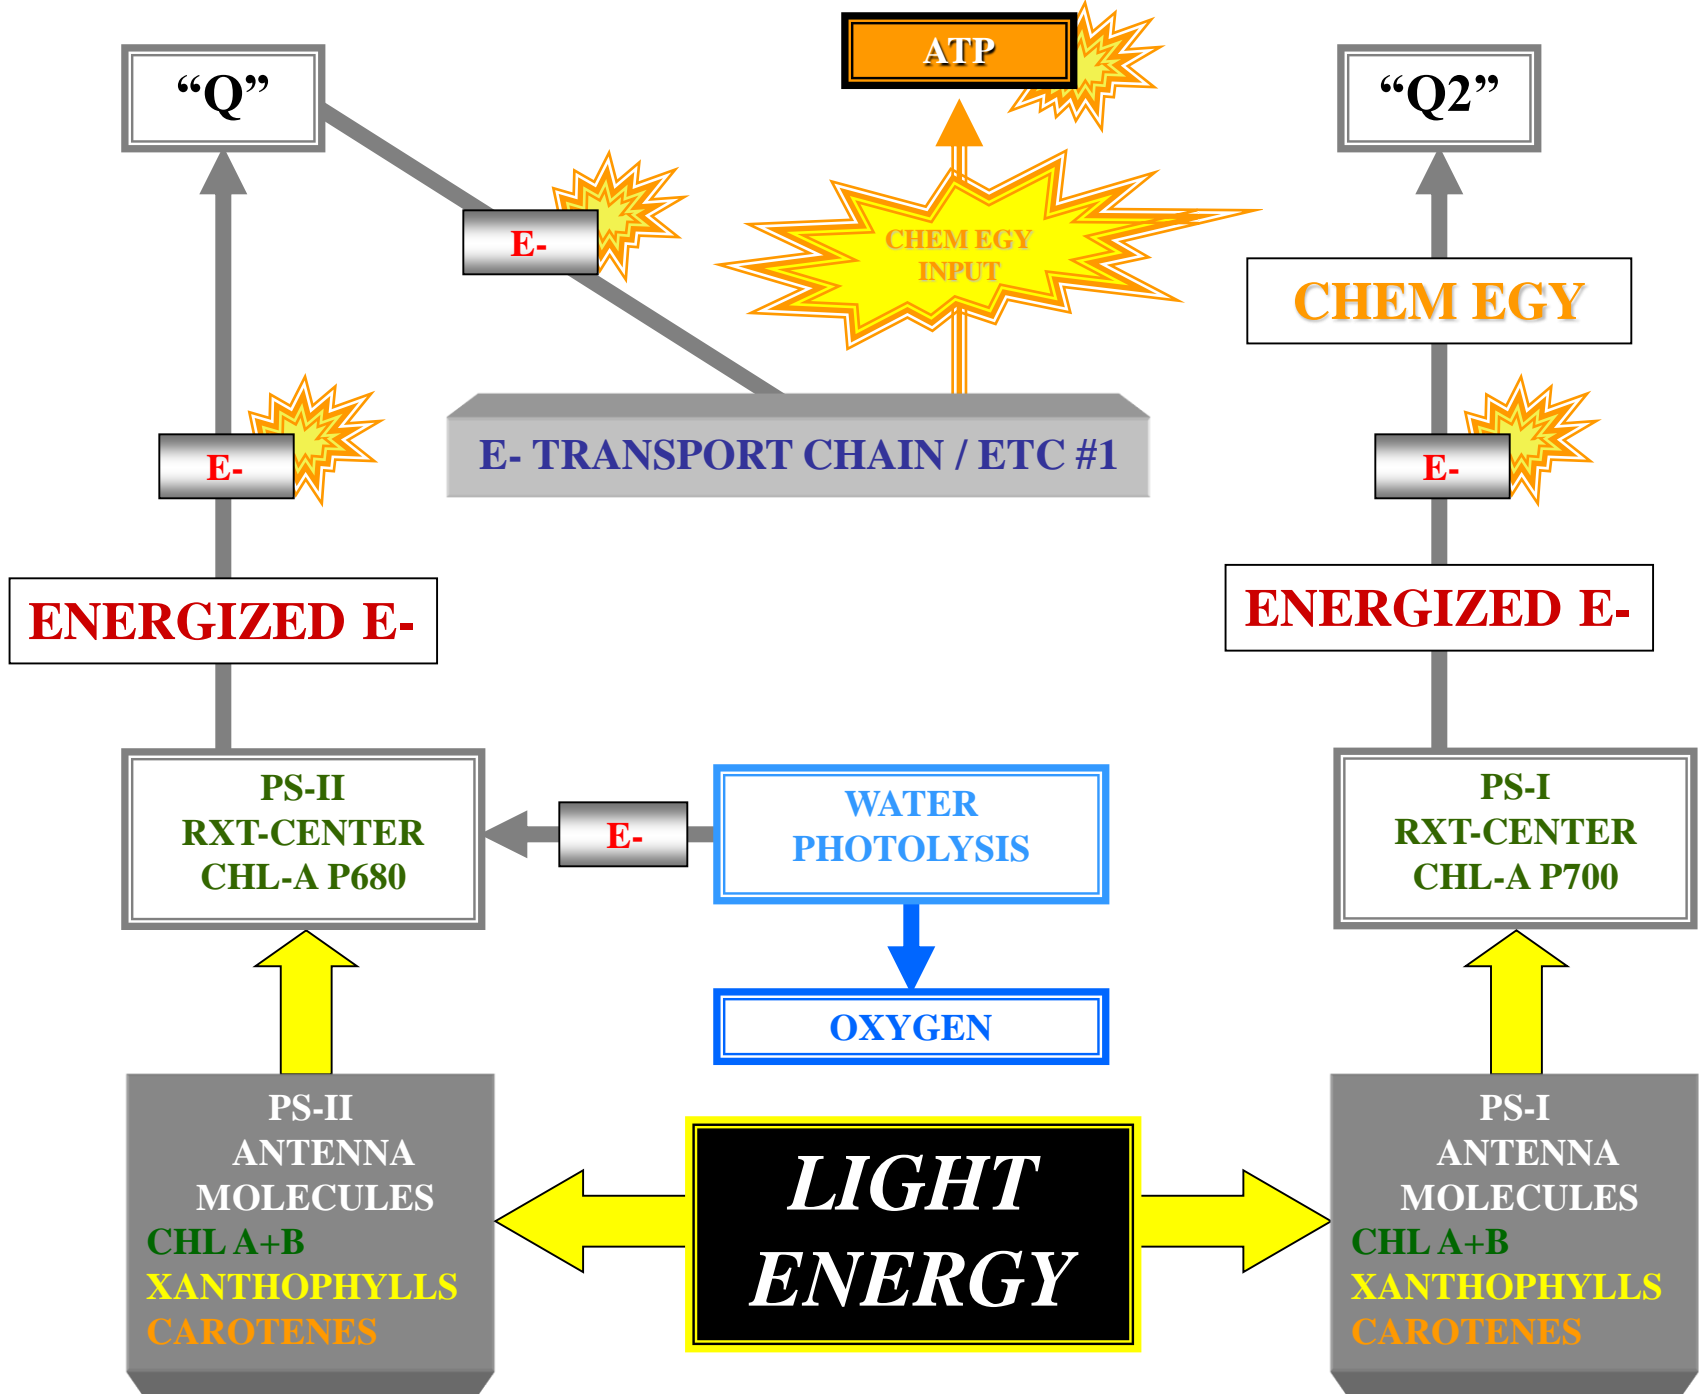 “Q”
ATP
“Q2”
E-
CHEM EGY
INPUT
CHEM EGY
E-
E- TRANSPORT CHAIN / ETC #1
E-
ENERGIZED E-
ENERGIZED E-
PS-II
RXT-CENTER
CHL-A P680
E-
WATER
PHOTOLYSIS
PS-I
RXT-CENTER
CHL-A P700
OXYGEN
PS-II
ANTENNA
MOLECULES
CHL A+B
XANTHOPHYLLS
CAROTENES
LIGHT
ENERGY
PS-I
ANTENNA
MOLECULES
CHL A+B
XANTHOPHYLLS
CAROTENES